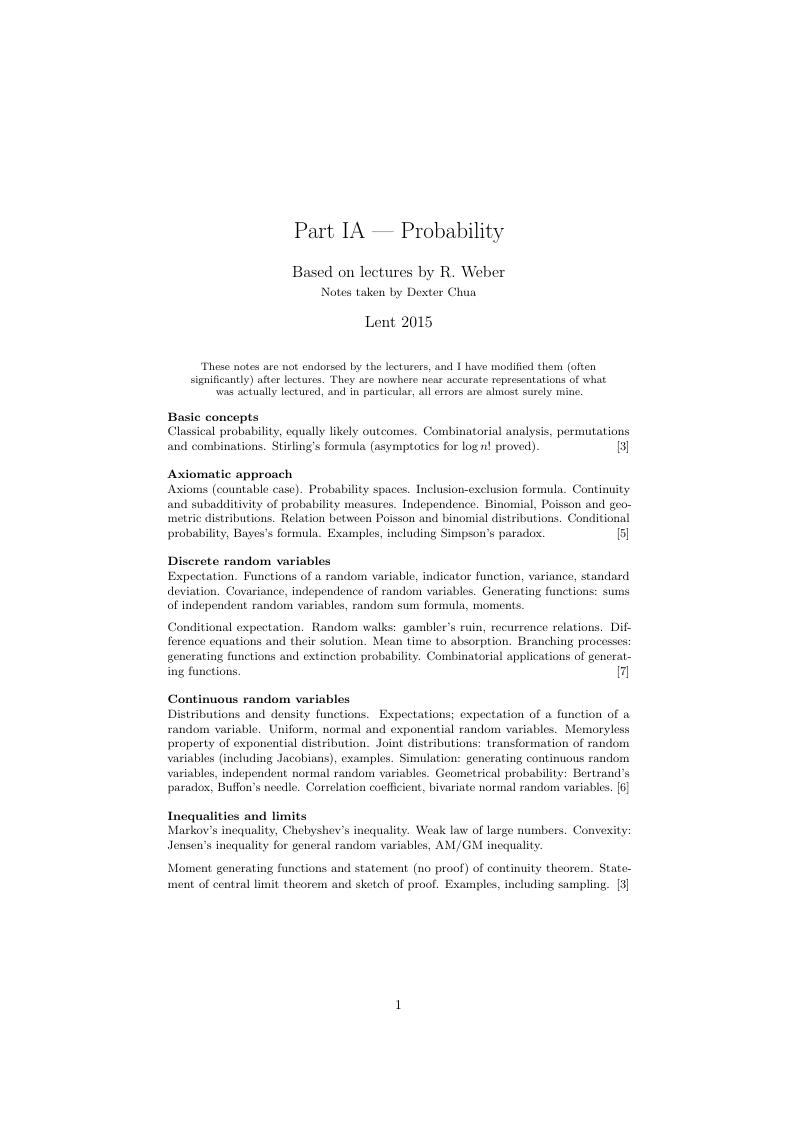 Part IA — Probability
Based on lectures by R. Weber
Notes taken by Dexter Chua
Lent 2015
These notes are not endorsed by the lecturers, and I have modified them (often
significantly) after lectures. They are nowhere near accurate representations of what
was actually lectured, and in particular, all errors are almost surely mine.
Basic concepts
Classical probability, equally likely outcomes. Combinatorial analysis, permutations
and combinations. Stirling's formula (asymptotics for log n! proved). [3]
Axiomatic approach
Axioms (countable case). Probability spaces. Inclusion-exclusion formula. Continuity
and subadditivity of probability measures. Independence. Binomial, Poisson and geo-
metric distributions. Relation between Poisson and binomial distributions. Conditional
probability, Bayes's formula. Examples, including Simpson's paradox. [5]
Discrete random variables
Expectation. Functions of a random variable, indicator function, variance, standard
deviation. Covariance, independence of random variables. Generating functions: sums
of independent random variables, random sum formula, moments.
Conditional expectation. Random walks: gambler's ruin, recurrence relations. Dif-
ference equations and their solution. Mean time to absorption. Branching processes:
generating functions and extinction probability. Combinatorial applications of generat-
ing functions. [7]
Continuous random variables
Distributions and density functions. Expectations; expectation of a function of a
random variable. Uniform, normal and exponential random variables. Memoryless
property of exponential distribution. Joint distributions: transformation of random
variables (including Jacobians), examples. Simulation: generating continuous random
variables, independent normal random variables. Geometrical probability: Bertrand's
paradox, Buffon's needle. Correlation coefficient, bivariate normal random variables. [6]
Inequalities and limits
Markov's inequality, Chebyshev's inequality. Weak law of large numbers. Convexity:
Jensen's inequality for general random variables, AM/GM inequality.
Moment generating functions and statement (no proof) of continuity theorem. State-
ment of central limit theorem and sketch of proof. Examples, including sampling. [3]
1